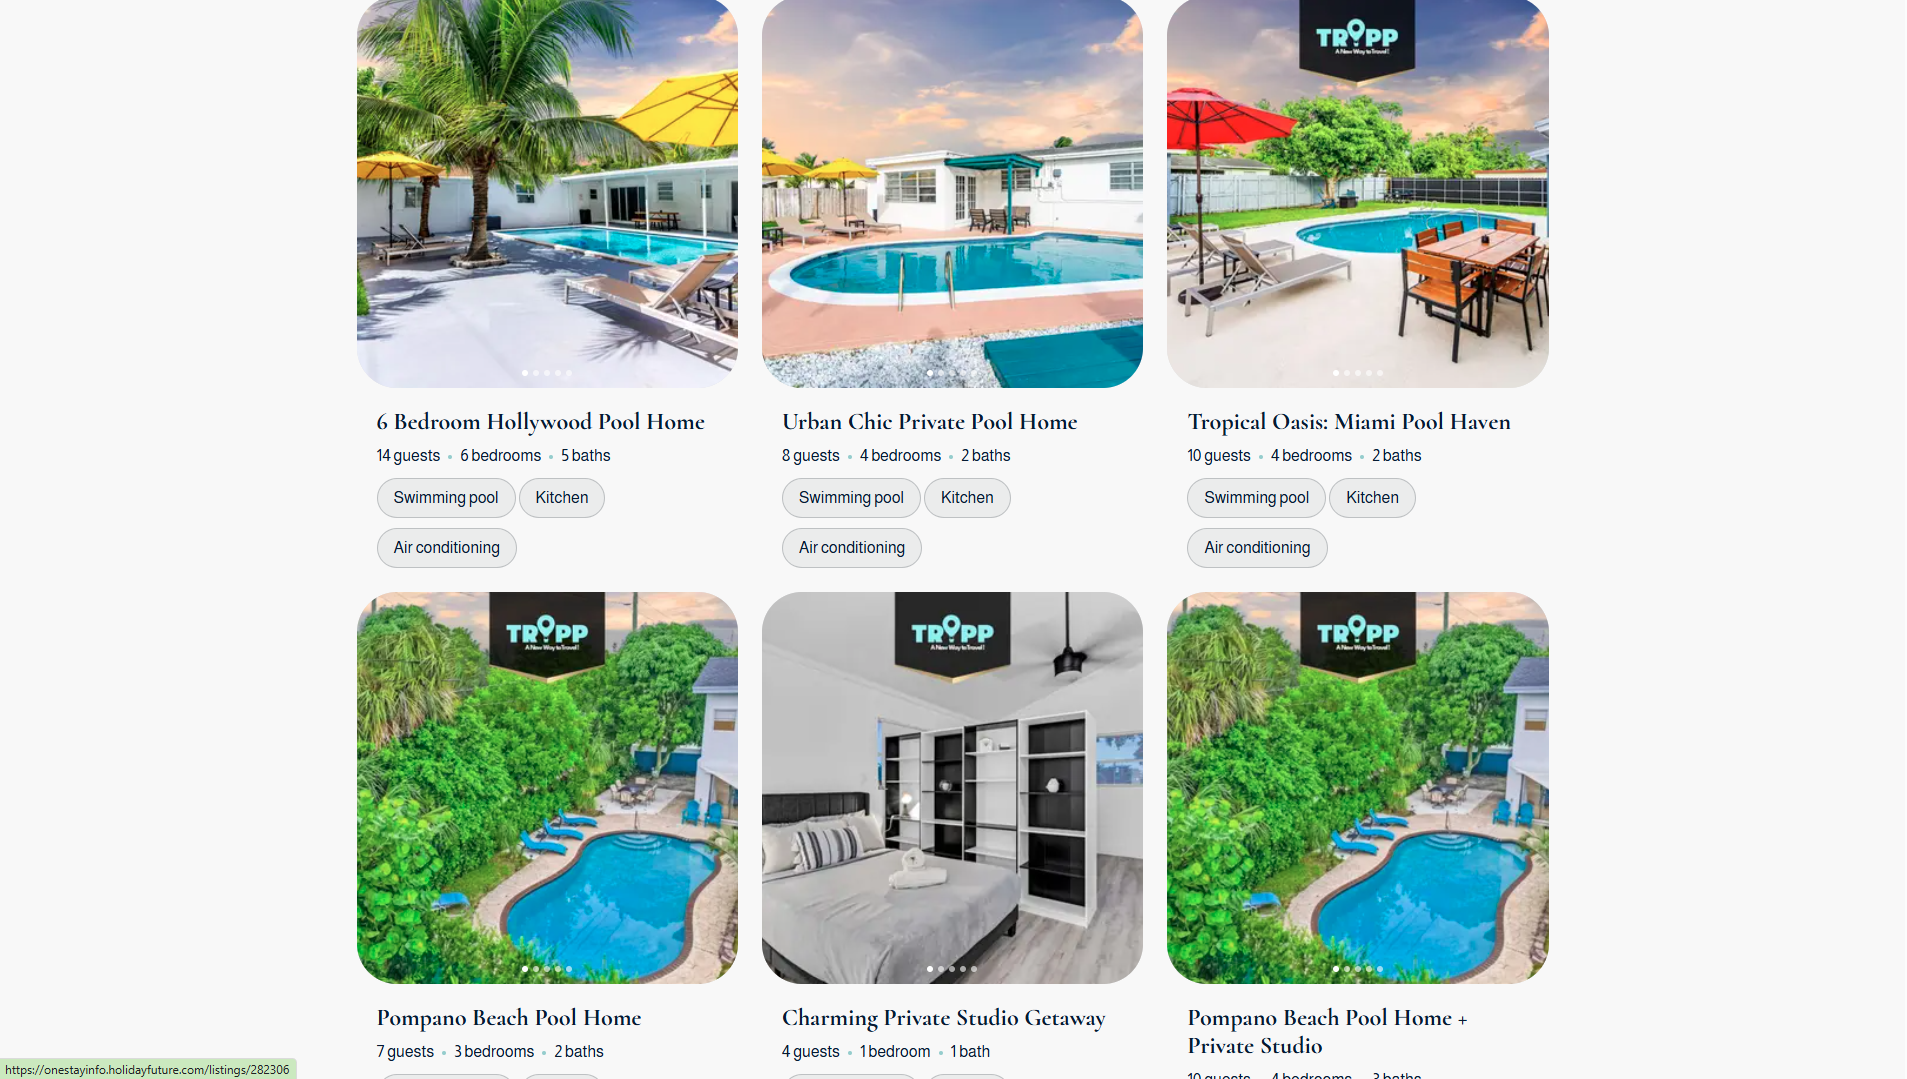 TROPP
A New Way to Travel!
6 Bedroom Hollywood Pool Home
14 guests • 6 bedrooms • 5 baths
Swimming pool Kitchen
Air conditioning
Urban Chic Private Pool Home
8 guests • 4 bedrooms • 2 baths
Swimming pool Kitchen
Air conditioning
Tropical Oasis: Miami Pool Haven
10 guests • 4 bedrooms • 2 baths
Swimming pool Kitchen
Air conditioning
TROPP
A New Way to Travel!
TROPP
A New Way to Travel!
TROPP
A New Way to Travel!
Pompano Beach Pool Home
7 guests • 3 bedrooms • 2 baths
Charming Private Studio Getaway
4 guests • 1 bedroom • 1 bath
Pompano Beach Pool Home +
Private Studio
10 guests 4 bedrooms 3 baths
https://onestayinfo.holidayfuture.com/listings/282306